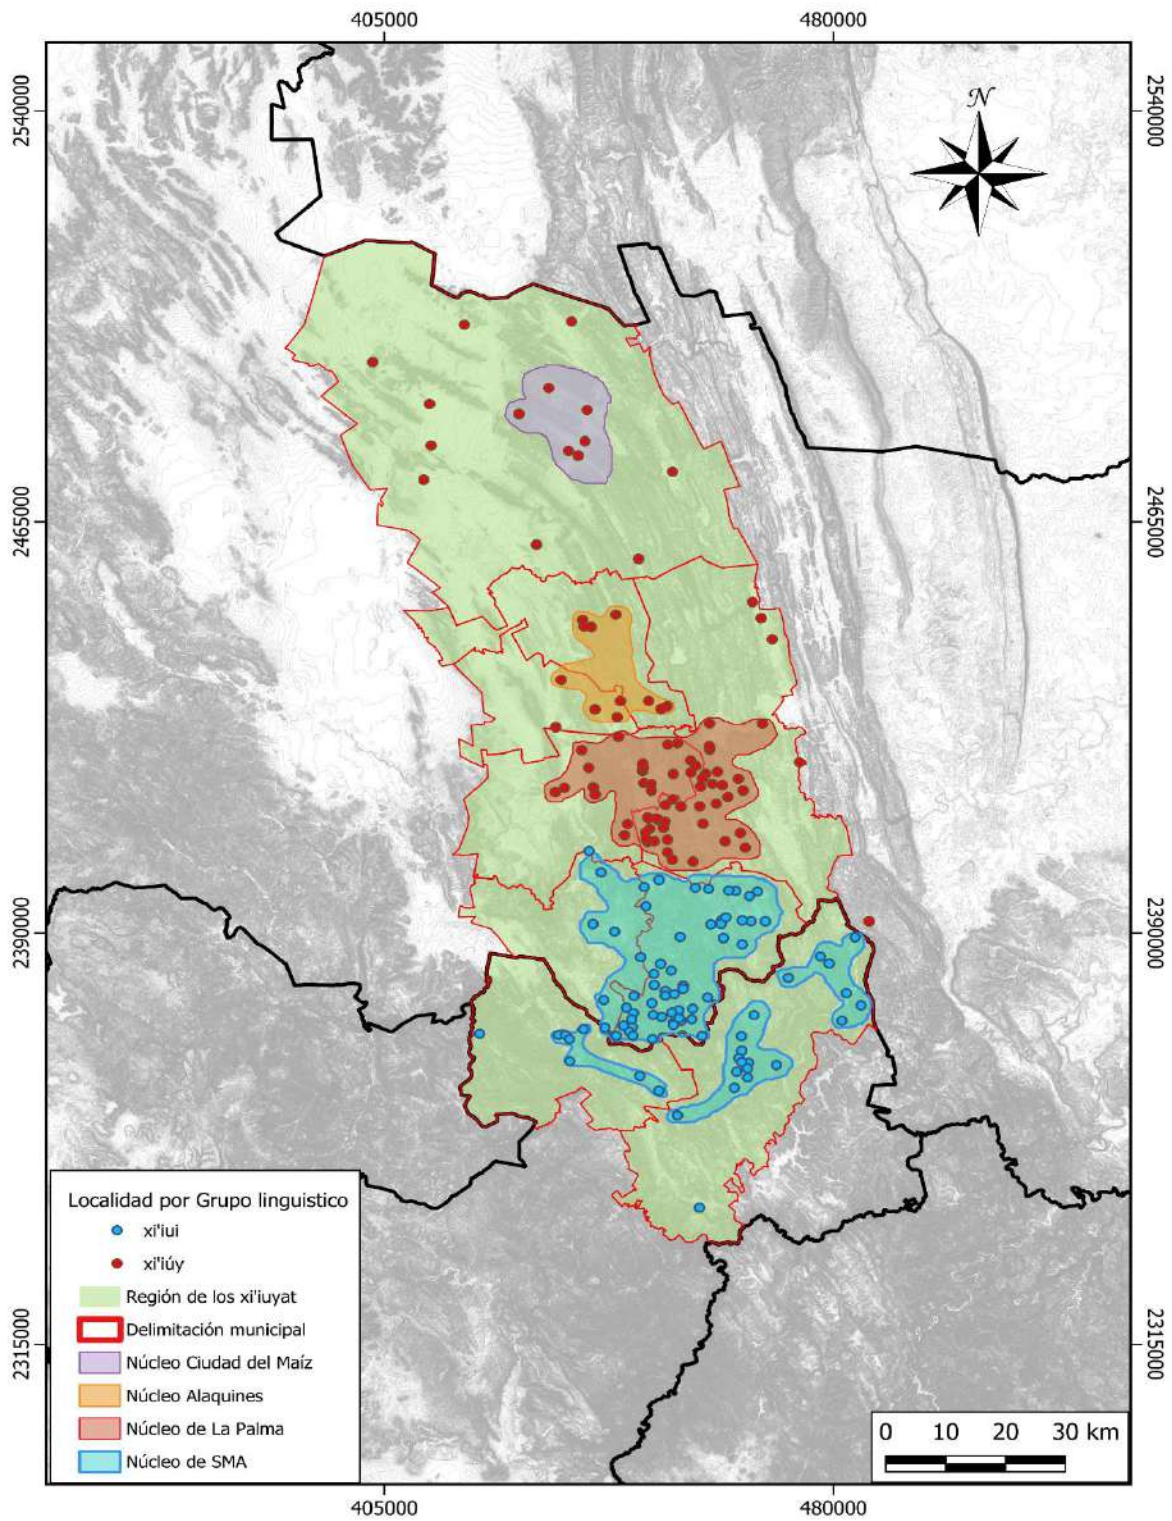 405000 480000
N
2540000 2540000
2465000 2465000
2390000 2390000
2315000 2315000
Localidad por Grupo linguistico
xi'iui
xi'iúy
Región de los xi'iuyat
Delimitación municipal
Núcleo Ciudad del Maíz
Núcleo Alaquines
Núcleo de La Palma
Núcleo de SMA
0 10 20 30 km
405000 480000